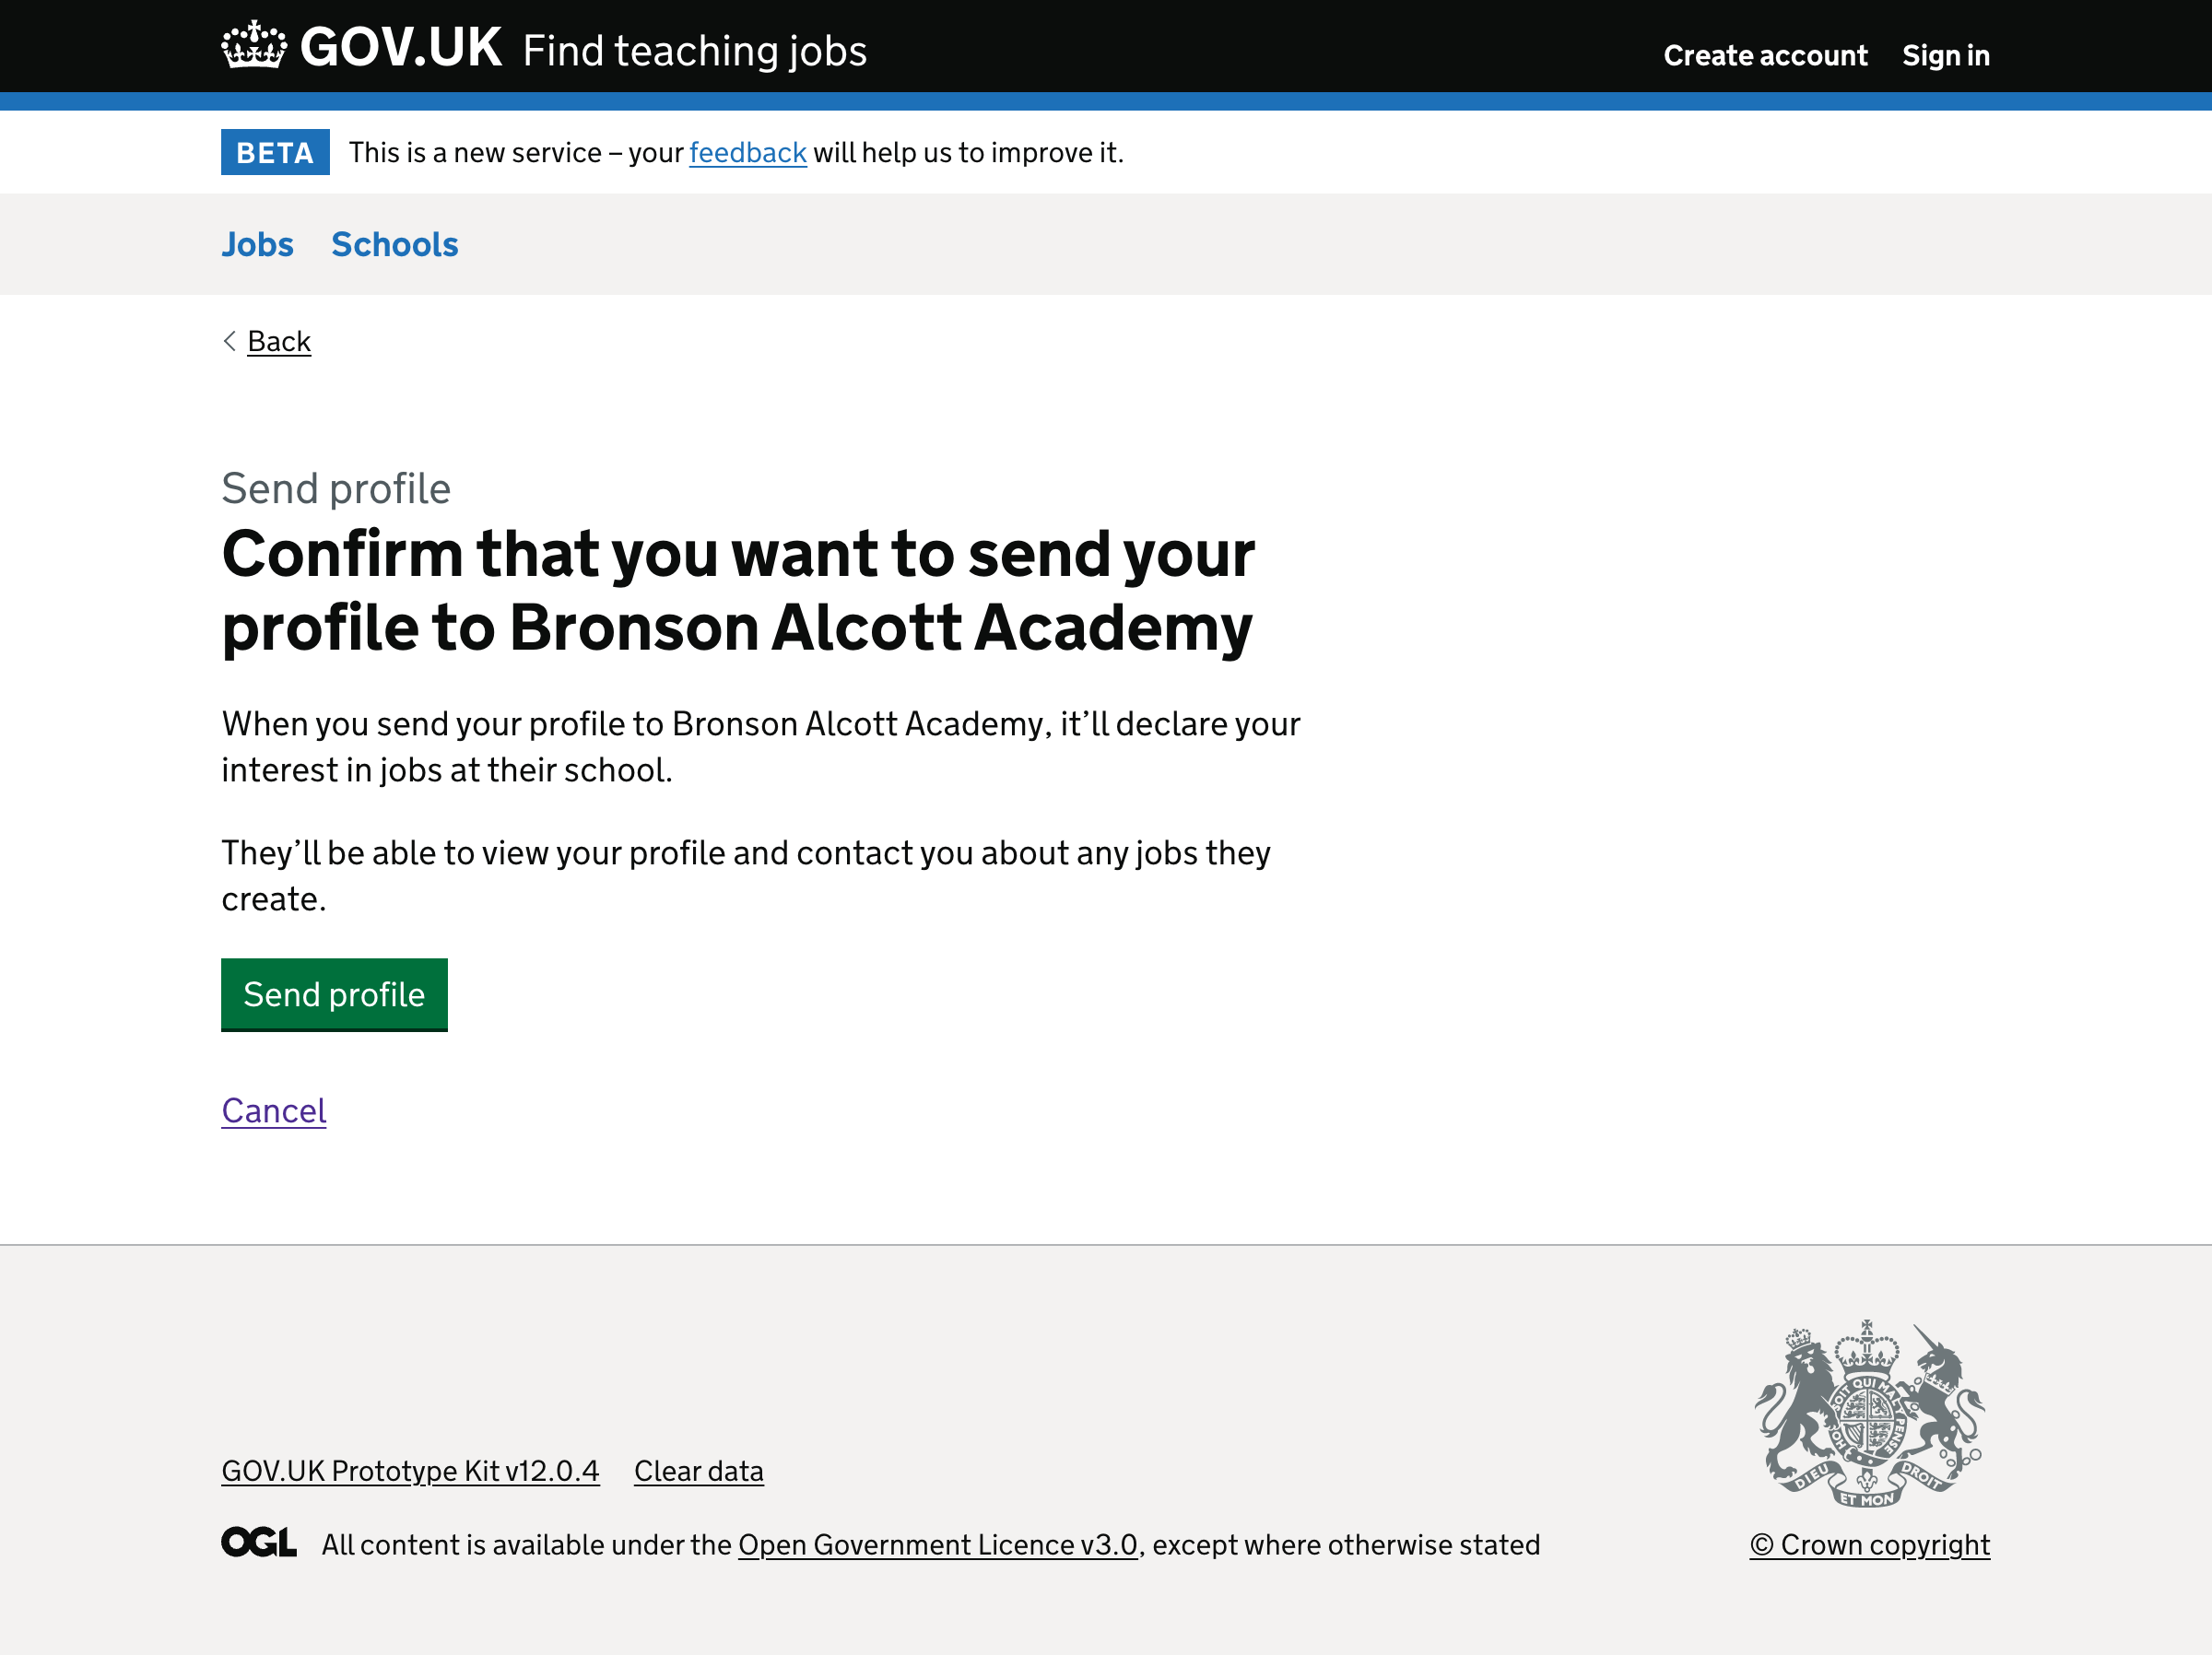 GOV.UK Find teaching jobs
Create account Sign in
BETA This is a new service – your feedback will help us to improve it.
Jobs Schools
Back
Send profile
Confirm that you want to send your
profile to Bronson Alcott Academy
When you send your profile to Bronson Alcott Academy, it’ll declare your
interest in jobs at their school.
They’ll be able to view your profile and contact you about any jobs they
create.
Send profile
Cancel
SOIT QUI MAL
PENSE
HO
DIEU ET MON DROIT
GOV.UK Prototype Kit v12.0.4 Clear data
OGL All content is available under the Open Government Licence v3.0, except where otherwise stated
© Crown copyright